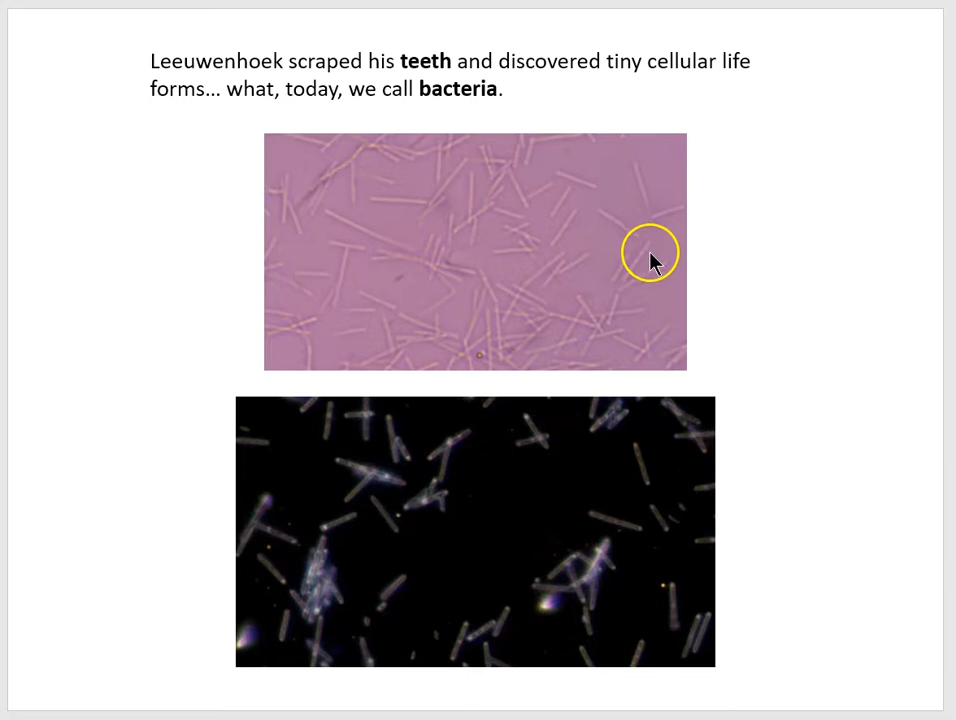 Leeuwenhoek scraped his teeth and discovered tiny cellular life
forms... what, today, we call bacteria.